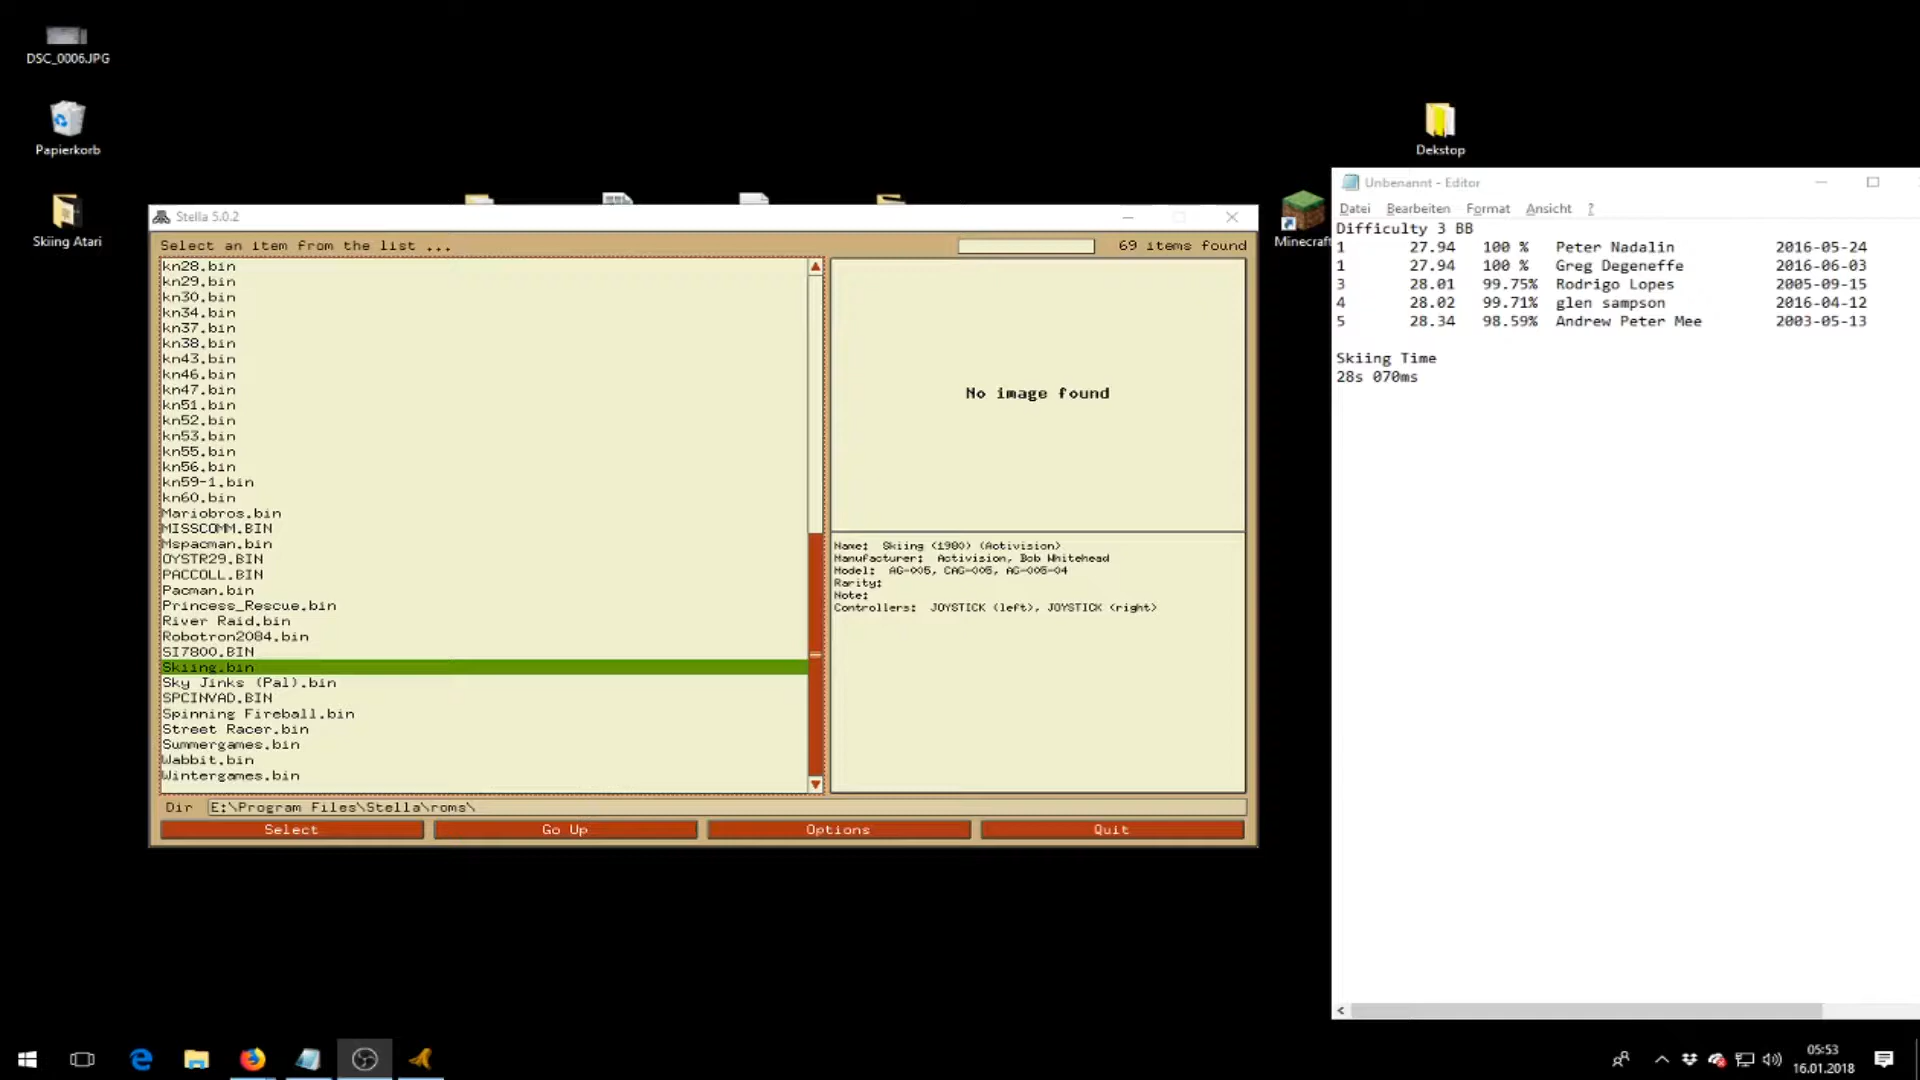 DSC_0006.JPG
Papierkorb
Skiing Atari
Dekstop
Minecraft
Stella 5.0.2
Select an item from the list ...
69 items found
kn28.bin
kn29.bin
kn30.bin
kn34.bin
kn37.bin
kn38.bin
kn43.bin
kn46.bin
kn47.bin
kn51.bin
kn52.bin
kn53.bin
kn55.bin
kn56.bin
kn59-1.bin
kn60.bin
Mariobros.bin
MISSCOMM.BIN
Mspacman.bin
OYSTR29.BIN
PACCOLL.BIN
Pacman.bin
Princess_Rescue.bin
River Raid.bin
Robotron2084.bin
SI7800.BIN
Skiing.bin
Sky Jinks (Pal).bin
SPCINVAD.BIN
Spinning Fireball.bin
Street Racer.bin
Summergames.bin
Wabbit.bin
Wintergames.bin
No image found
Name: Skiing (1980) (Activision)
Manufacturer: Activision, Bob Whitehead
Model: AG-005, CAG-005, AG-005-04
Rarity:
Note:
Controllers: JOYSTICK (left), JOYSTICK (right)
Dir E:\Program Files\Stella\roms\
Select Go Up Options Quit
Unbenannt - Editor
Datei Bearbeiten Format Ansicht ?
Difficulty 3 BB
1 27.94 100 % Peter Nadalin 2016-05-24
1 27.94 100 % Greg Degeneffe 2016-06-03
3 28.01 99.75% Rodrigo Lopes 2005-09-15
4 28.02 99.71% glen sampson 2016-04-12
5 28.34 98.59% Andrew Peter Mee 2003-05-13
Skiing Time
28s 070ms
05:53
16.01.2018